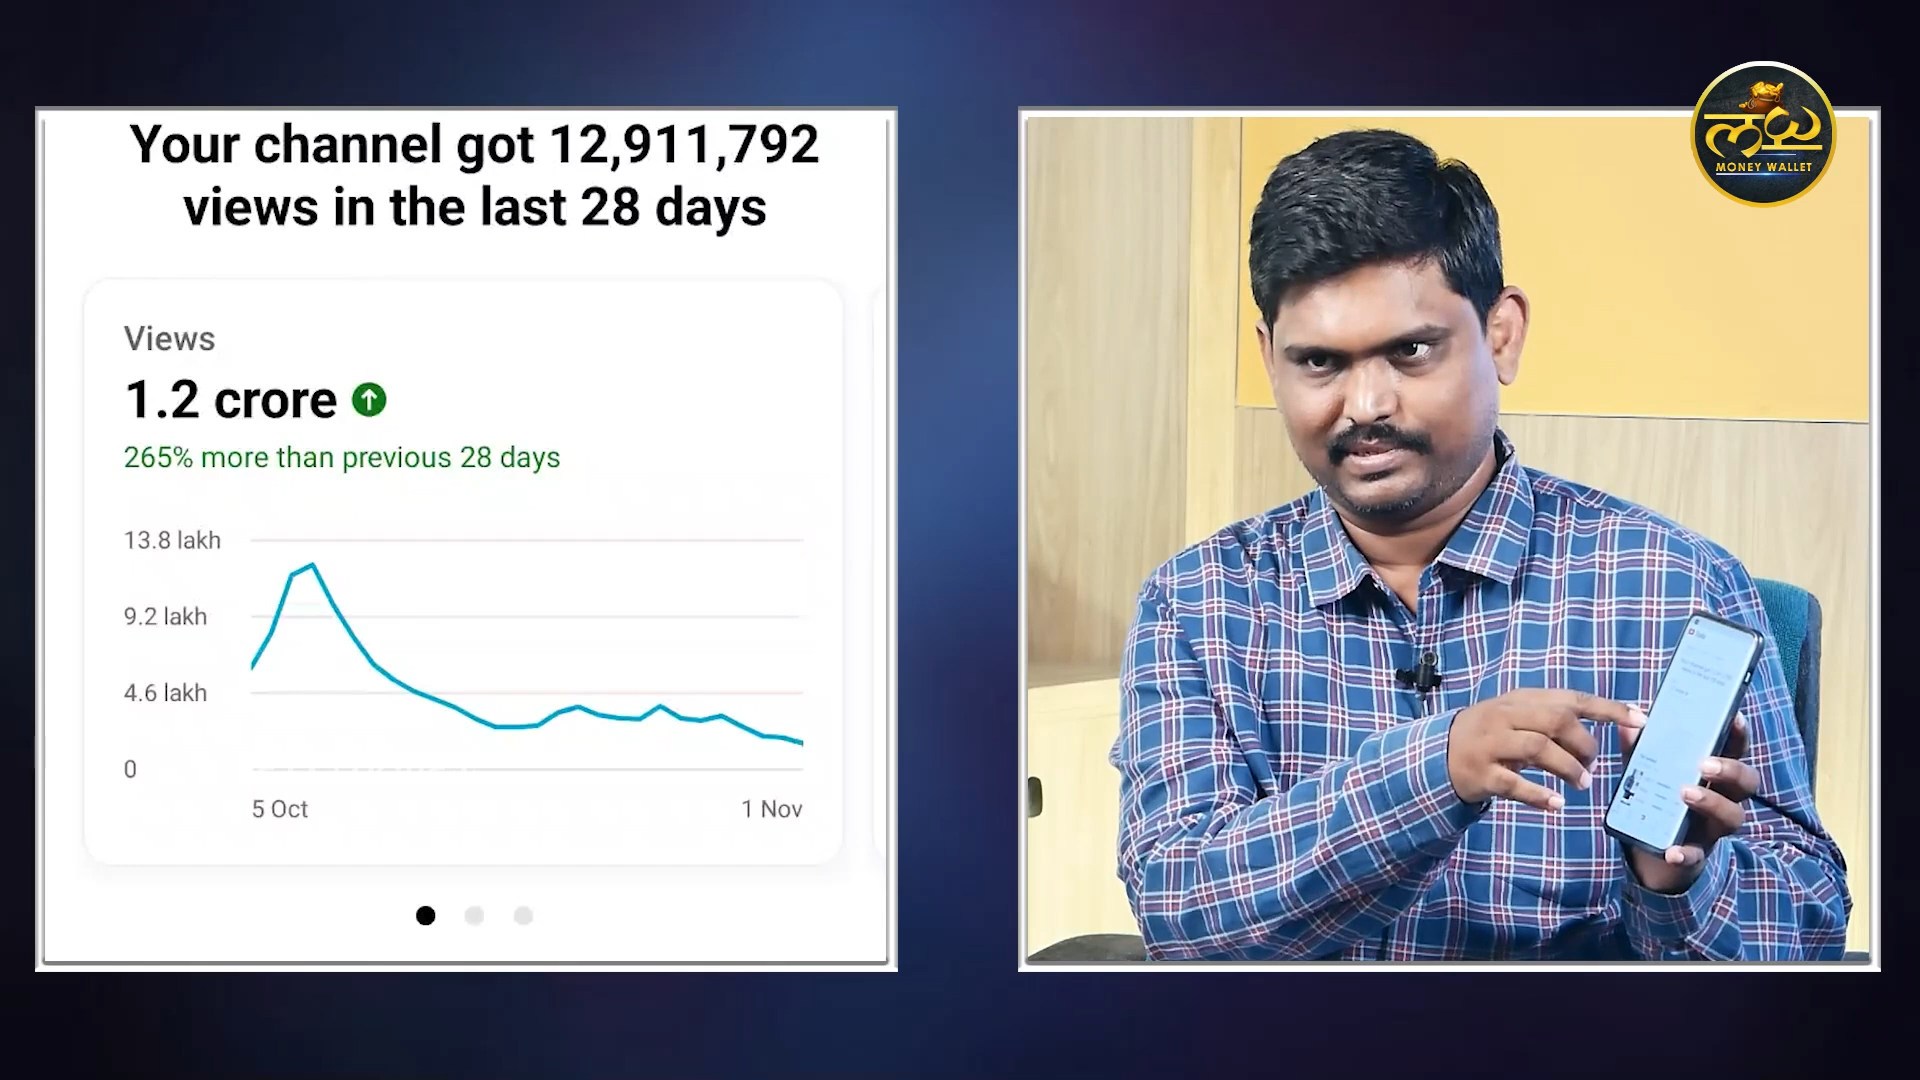 Your channel got 12,911,792
views in the last 28 days
Views
1.2 crore
265% more than previous 28 days
13.8 lakh
9.2 lakh
4.6 lakh
0
5 Oct
1 Nov
MONEY WALLET